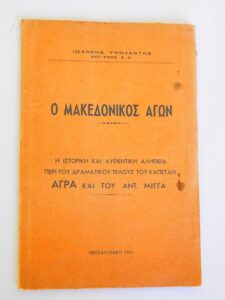 ΙΩΑΝΝΗΣ ΥΨΗΛΑΝΤΗΣ
Ο ΜΑΚΕΔΟΝΙΚΟΣ ΑΓΩΝ
Η ΙΣΤΟΡΙΚΗ ΚΑΙ ΑΥΘΕΝΤΙΚΗ ΑΛΗΘΕΙΑ
ΠΕΡΙ ΤΟΥ ΔΡΑΜΑΤΙΚΟΥ ΤΕΛΟΥΣ ΤΟΥ ΚΑΠΕΤΑΝ
ΑΓΡΑ ΚΑΙ ΤΟΥ ΑΝΤ. ΜΙΓΓΑ
ΘΕΣΣΑΛΟΝΙΚΗ